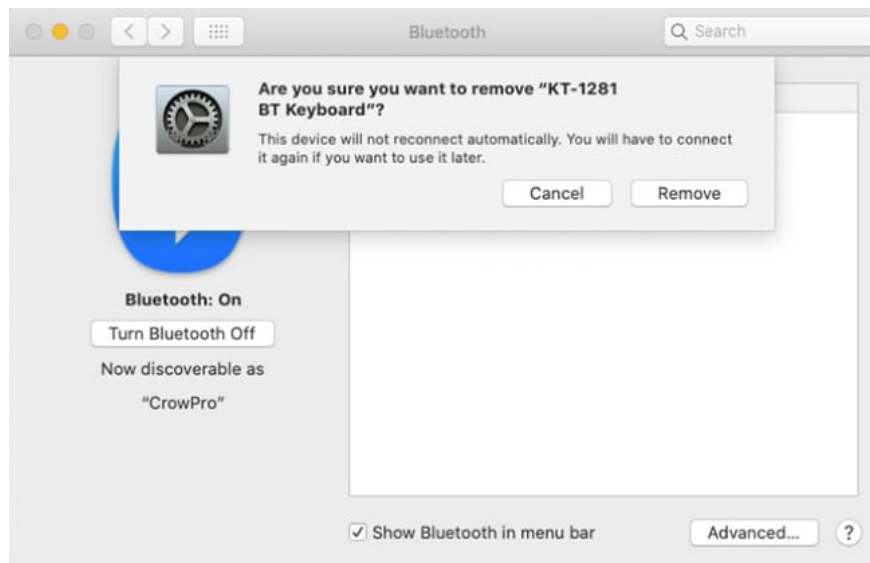 Bluetooth
Search
Are you sure you want to remove “KT-1281
BT Keyboard”?
This device will not reconnect automatically. You will have to connect
it again if you want to use it later.
Cancel
Remove
Bluetooth: On
Turn Bluetooth Off
Now discoverable as
“CrowPro”
Show Bluetooth in menu bar
Advanced...
?